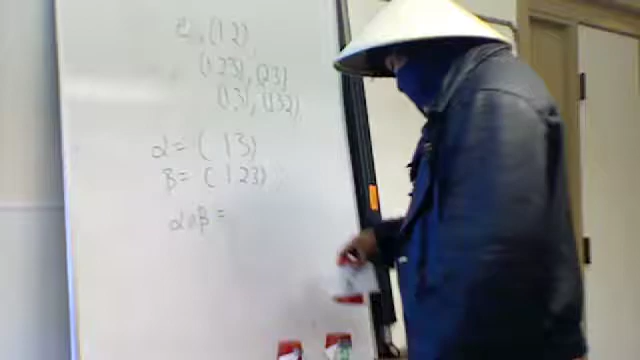 e, (12),
(123), (23)
(13), (132)
α = ( 13)
β = ( 123)
α∘β =